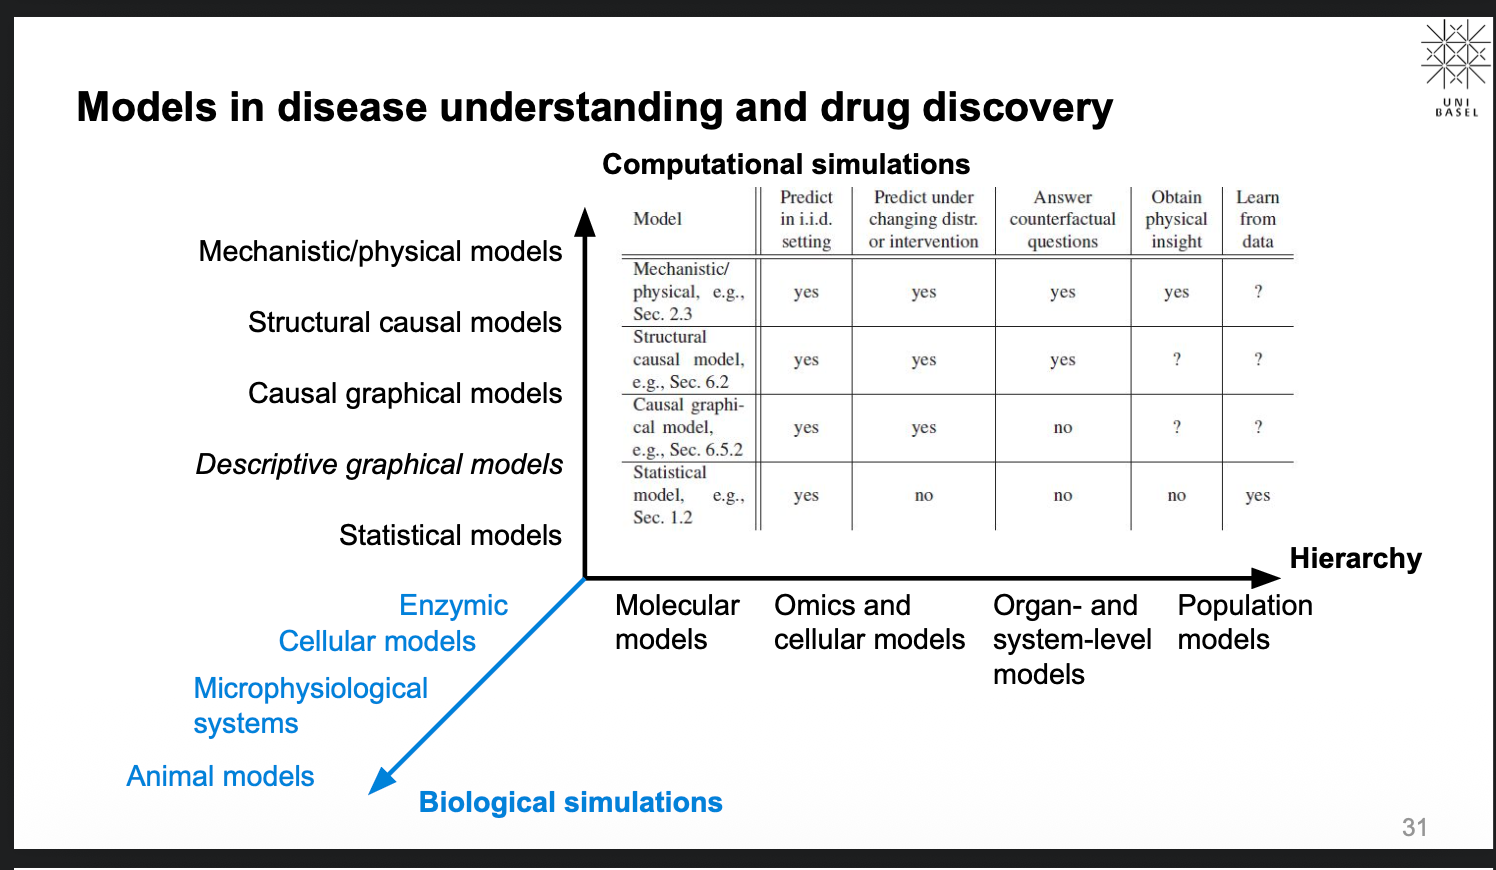 UNI
BASEL
Models in disease understanding and drug discovery
Computational simulations
Mechanistic/physical models
Structural causal models
Causal graphical models
Descriptive graphical models
Statistical models
Model
Predict
in i.i.d.
setting
Predict under
changing distr.
or intervention
Answer
counterfactual
questions
Obtain
physical
insight
Learn
from
data
Mechanistic/
physical, e.g.,
Sec. 2.3
yes
yes
yes
yes
?
Structural
causal model,
e.g., Sec. 6.2
yes
yes
yes
?
?
Causal graphi-
cal model,
e.g., Sec. 6.5.2
yes
yes
no
?
?
Statistical
model, e.g.,
Sec. 1.2
yes
no
no
no
yes
Hierarchy
Molecular
models
Omics and
cellular models
Organ- and
system-level
models
Population
models
Enzymic
Cellular models
Microphysiological
systems
Animal models
Biological simulations
31